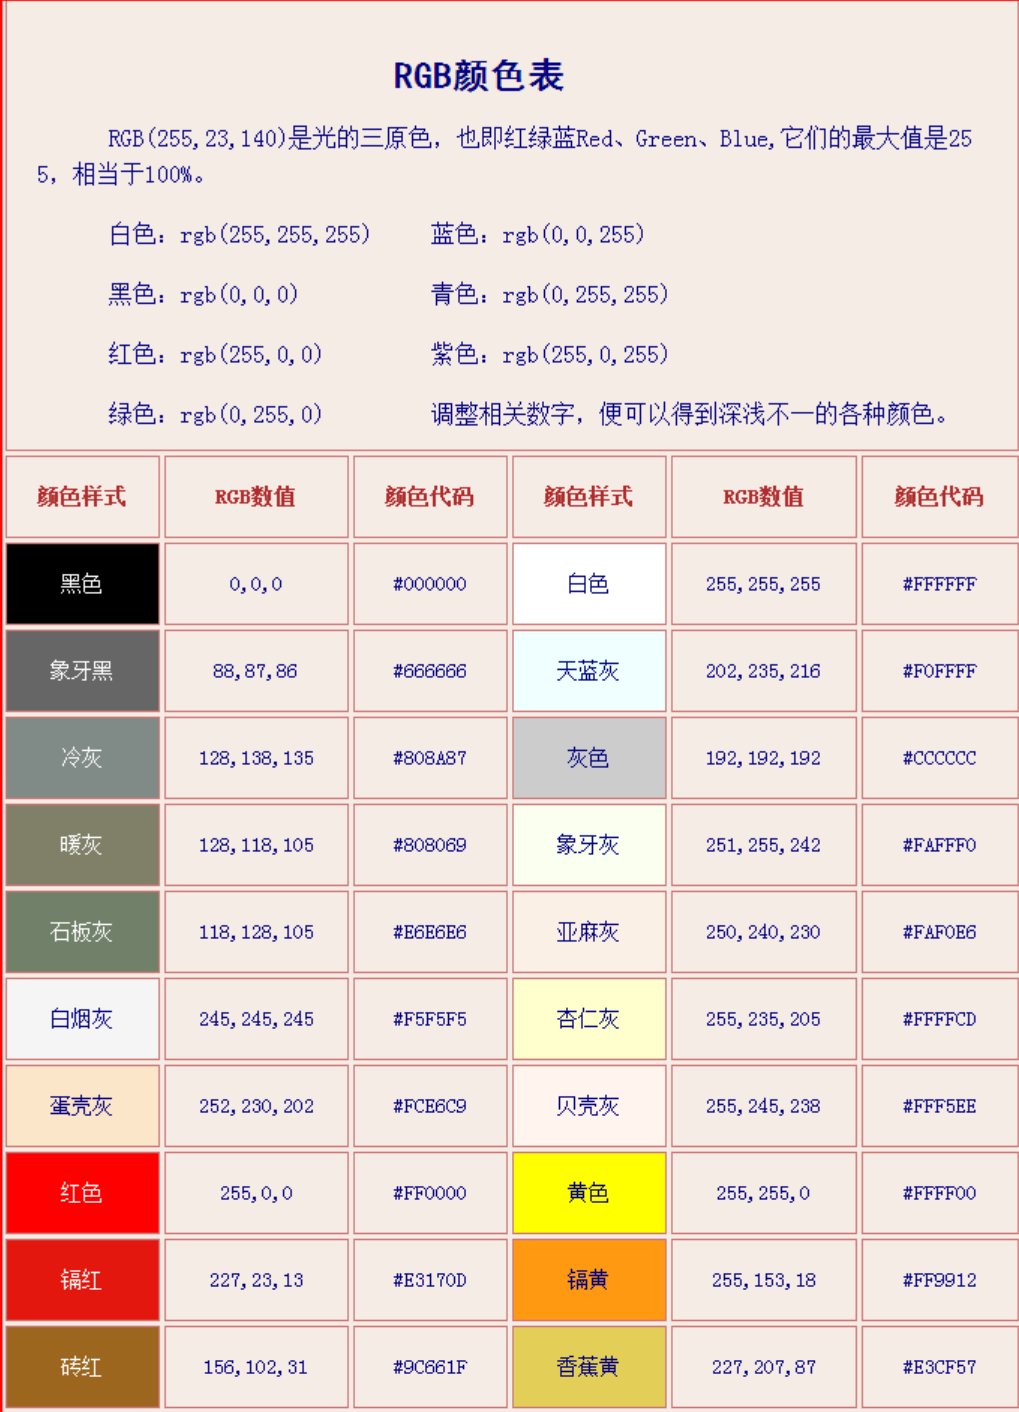 RGB颜色表
RGB(255,23,140)是光的三原色，也即红绿蓝Red、Green、Blue,它们的最大值是25
5，相当于100%。
白色：rgb(255,255,255) 蓝色：rgb(0,0,255)
黑色：rgb(0,0,0) 青色：rgb(0,255,255)
红色：rgb(255,0,0) 紫色：rgb(255,0,255)
绿色：rgb(0,255,0) 调整相关数字，便可以得到深浅不一的各种颜色。
颜色样式 RGB数值 颜色代码 颜色样式 RGB数值 颜色代码
黑色 0,0,0 #000000 白色 255,255,255 #FFFFFF
象牙黑 88,87,86 #666666 天蓝灰 202,235,216 #F0FFFF
冷灰 128,138,135 #808A87 灰色 192,192,192 #CCCCCC
暖灰 128,118,105 #808069 象牙灰 251,255,242 #FAFFF0
石板灰 118,128,105 #E6E6E6 亚麻灰 250,240,230 #FAF0E6
白烟灰 245,245,245 #F5F5F5 杏仁灰 255,235,205 #FFFFCD
蛋壳灰 252,230,202 #FCE6C9 贝壳灰 255,245,238 #FFF5EE
红色 255,0,0 #FF0000 黄色 255,255,0 #FFFF00
镉红 227,23,13 #E3170D 镉黄 255,153,18 #FF9912
砖红 156,102,31 #9C661F 香蕉黄 227,207,87 #E3CF57